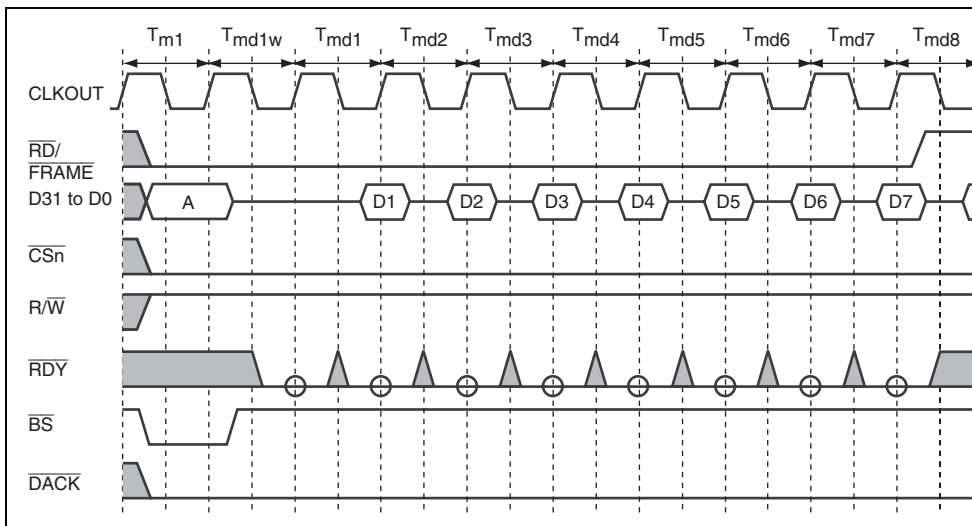 Tm1 Tmd1w Tmd1 Tmd2 Tmd3 Tmd4 Tmd5 Tmd6 Tmd7 Tmd8
CLKOUT
RD/
FRAME
D31 to D0 A D1 D2 D3 D4 D5 D6 D7
CSn
R/W
RDY
BS
DACK